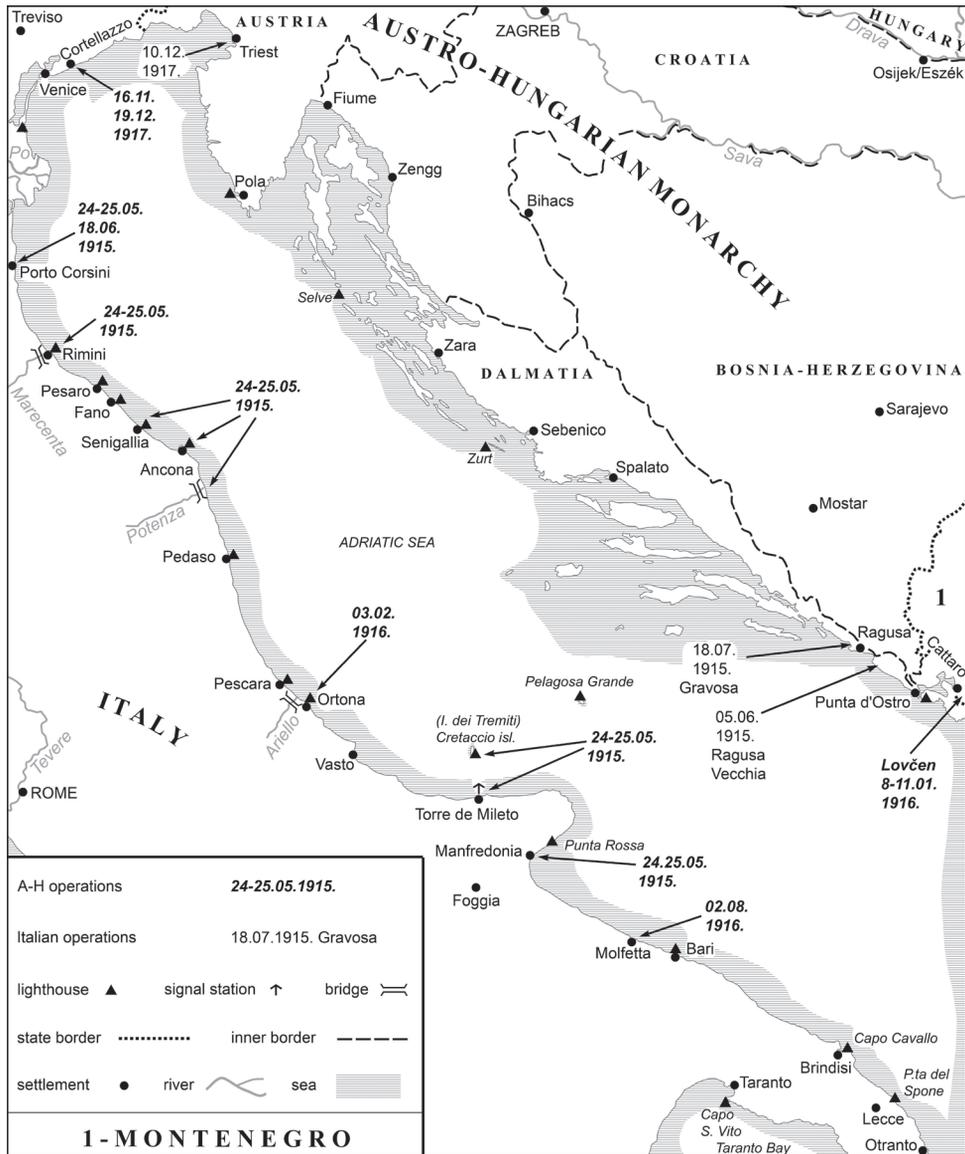 Treviso
AUSTRIA
ZAGREB
HUNGARY
Drava
Cortellazzo
10.12.
1917.
Triest
AUSTRO-HUNGARIAN MONARCHY
CROATIA
Osijek/Eszék
Venice
16.11.
19.12.
1917.
Fiume
Po
Sava
Zengg
Pola
Bihacs
24-25.05.
18.06.
1915.
Porto Corsini
Selve
24-25.05.
1915.
Rimini
Zara
DALMATIA
BOSNIA-HERZEGOVINA
Pesaro
24-25.05.
1915.
Fano
Marecenta
Sarajevo
Senigallia
Sebenico
Ancona
Zurt
Spalato
Potenza
Mostar
ADRIATIC SEA
Pedaso
1
03.02.
1916.
Ragusa
18.07.
1915.
Gravosa
Cattaro
Pescara
Ortona
Pelagosa Grande
Punta d'Ostro
ITALY
Ariello
(I. dei Tremiti)
Cretaccio isl.
24-25.05.
1915.
05.06.
1915.
Ragusa
Vecchia
Tevere
Vasto
Lovčen
8-11.01.
1916.
ROME
Torre de Mileto
Punta Rossa
Manfredonia
24.25.05.
1915.
Foggia
02.08.
1916.
Molfetta
Bari
Capo Cavallo
Brindisi
P.ta del
Spone
Taranto
Lecce
Capo
S. Vito
Taranto Bay
Otranto
A-H operations 24-25.05.1915.
Italian operations 18.07.1915. Gravosa
lighthouse signal station bridge
state border inner border
settlement river sea
1-MONTENEGRO